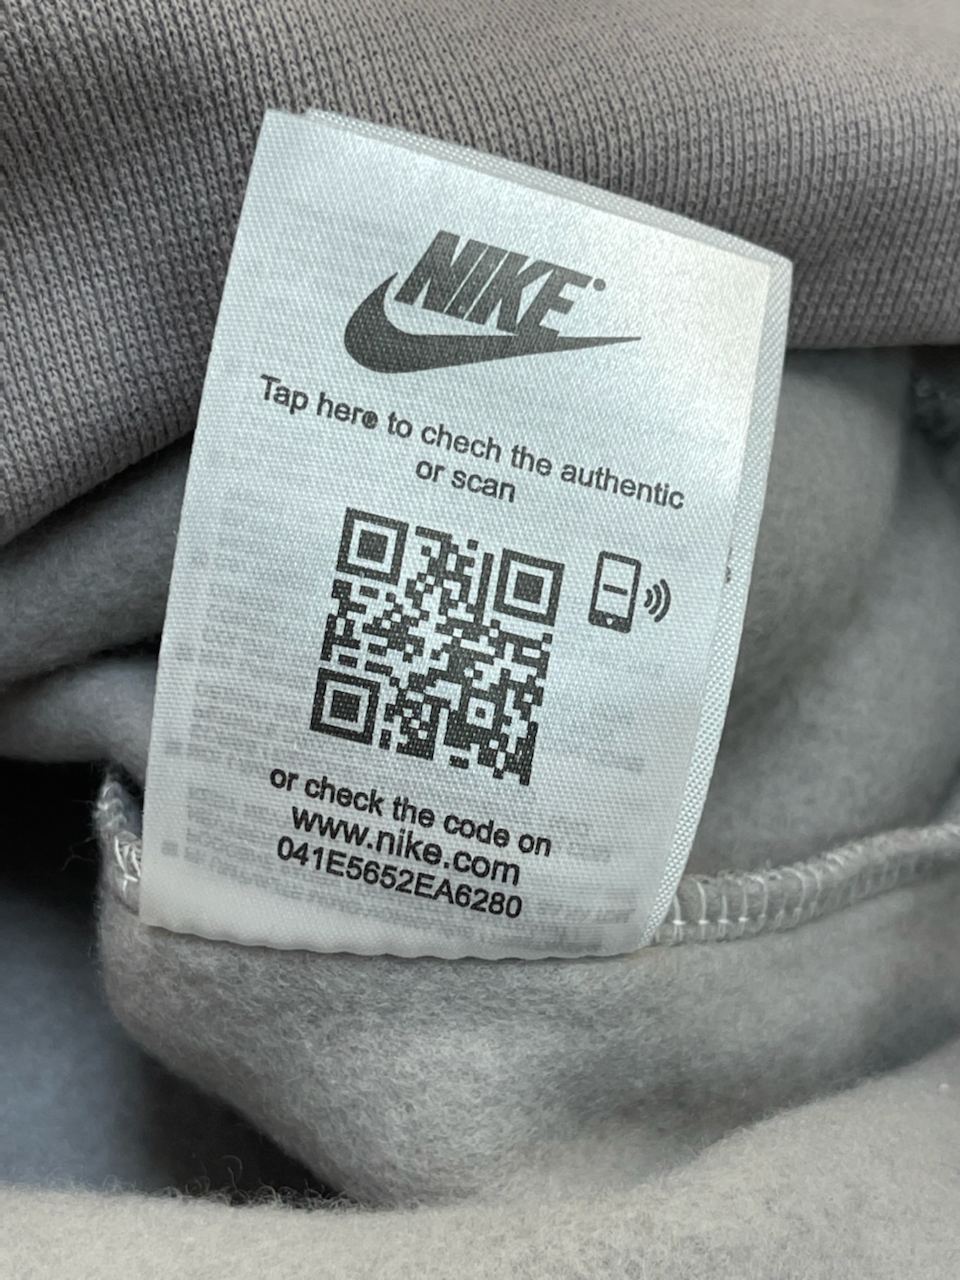 NIKE
Tap here to chech the authentic
or scan
or check the code on
www.nike.com
041E5652EA6280